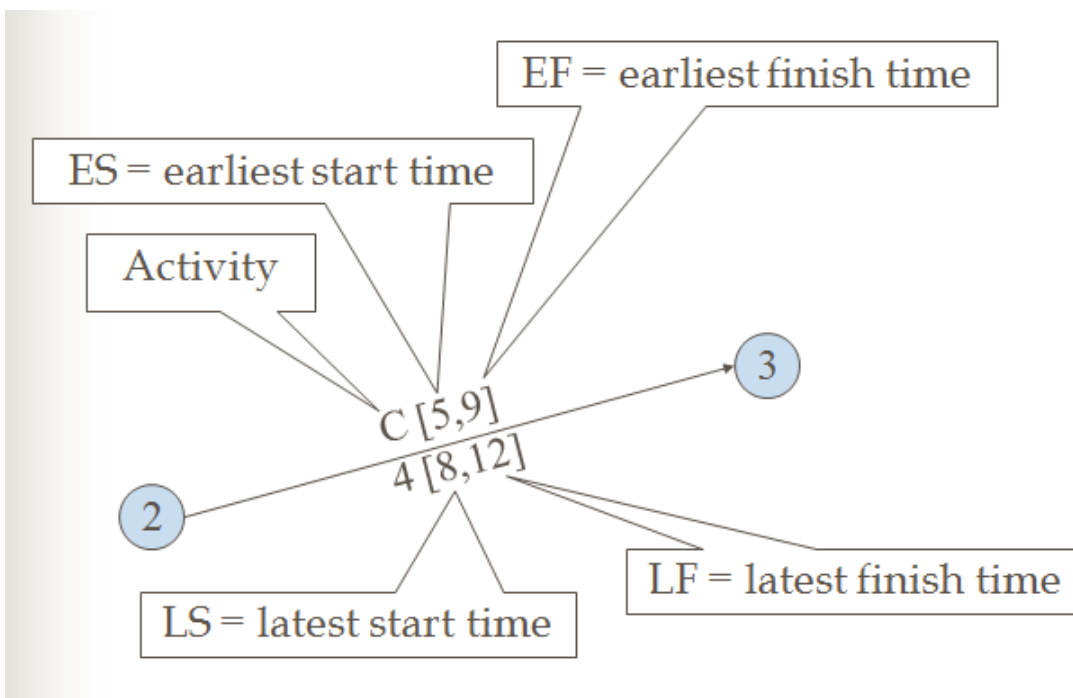 EF = earliest finish time
ES = earliest start time
Activity
3
C [5,9]
4 [8,12]
2
LF = latest finish time
LS = latest start time